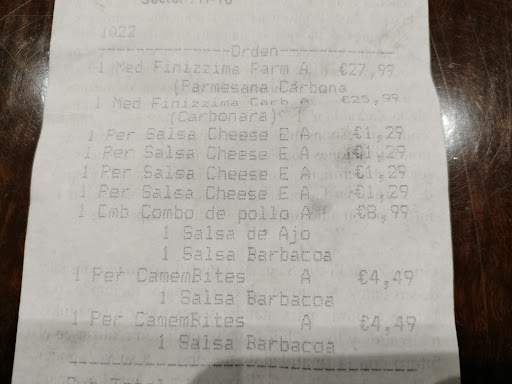 1022
--------------Orden--------------
1 Med Finizzima Farm A €27,99
(Parmesana Carbona
1 Med Finizzima Carb A €25,99
(Carbonara)
1 Per Salsa Cheese E A €1,29
1 Per Salsa Cheese E A €1,29
1 Per Salsa Cheese E A €1,29
1 Per Salsa Cheese E A €1,29
1 Cmb Combo de pollo A €8,99
1 Salsa de Ajo
1 Salsa Barbacoa
1 Per CamemBites A €4,49
1 Salsa Barbacoa
1 Per CamemBites A €4,49
1 Salsa Barbacoa